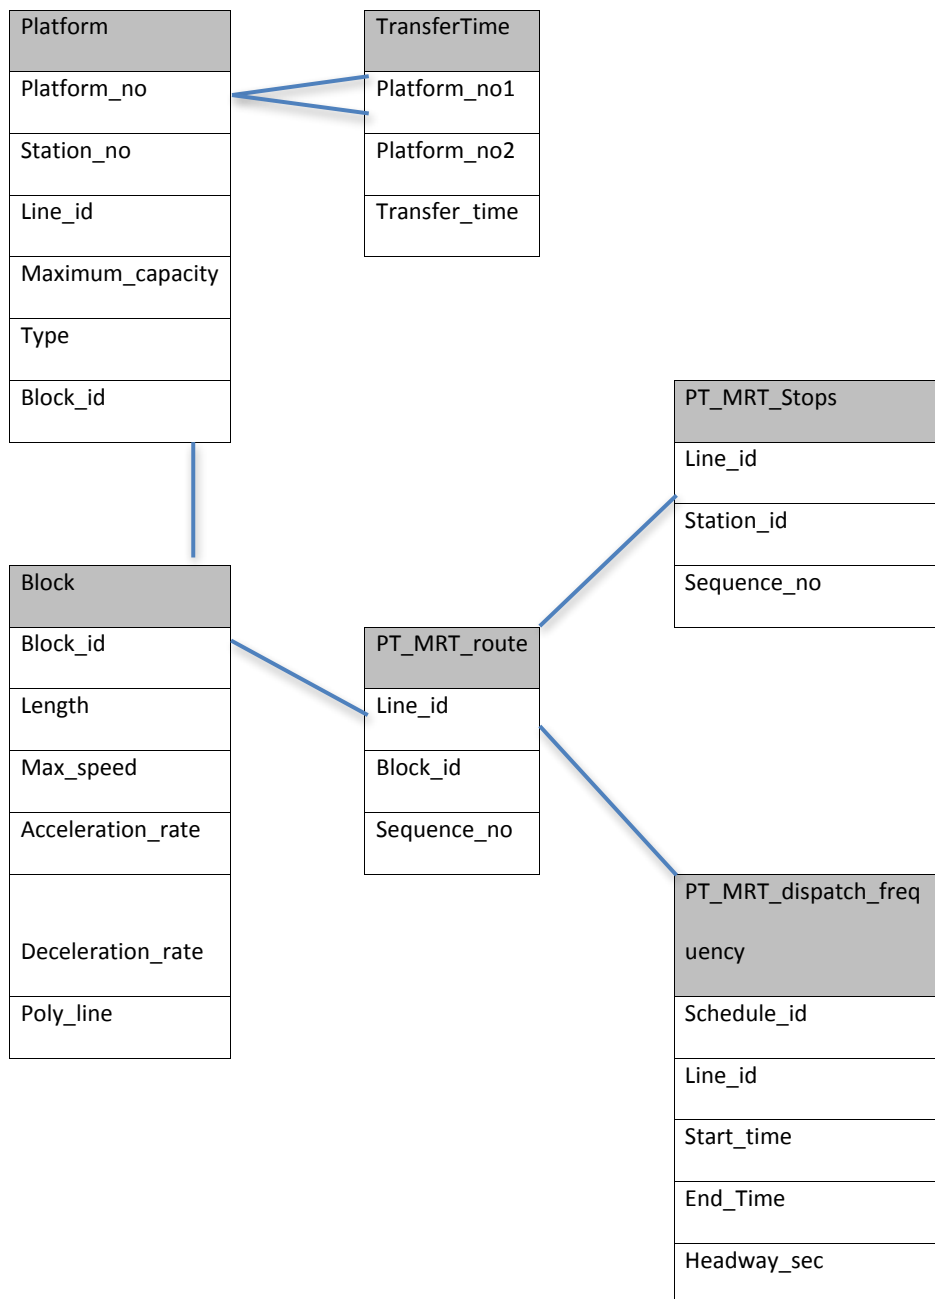 Platform
Platform_no
Station_no
Line_id
Maximum_capacity
Type
Block_id
TransferTime
Platform_no1
Platform_no2
Transfer_time
PT_MRT_Stops
Line_id
Station_id
Sequence_no
Block
Block_id
Length
Max_speed
Acceleration_rate
Deceleration_rate
Poly_line
PT_MRT_route
Line_id
Block_id
Sequence_no
PT_MRT_dispatch_freq
uency
Schedule_id
Line_id
Start_time
End_Time
Headway_sec